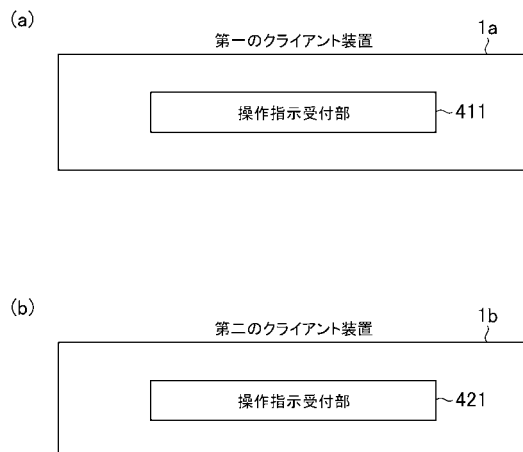 (a)
第一のクライアント装置
1a
操作指示受付部
411
(b)
第二のクライアント装置
1b
操作指示受付部
421